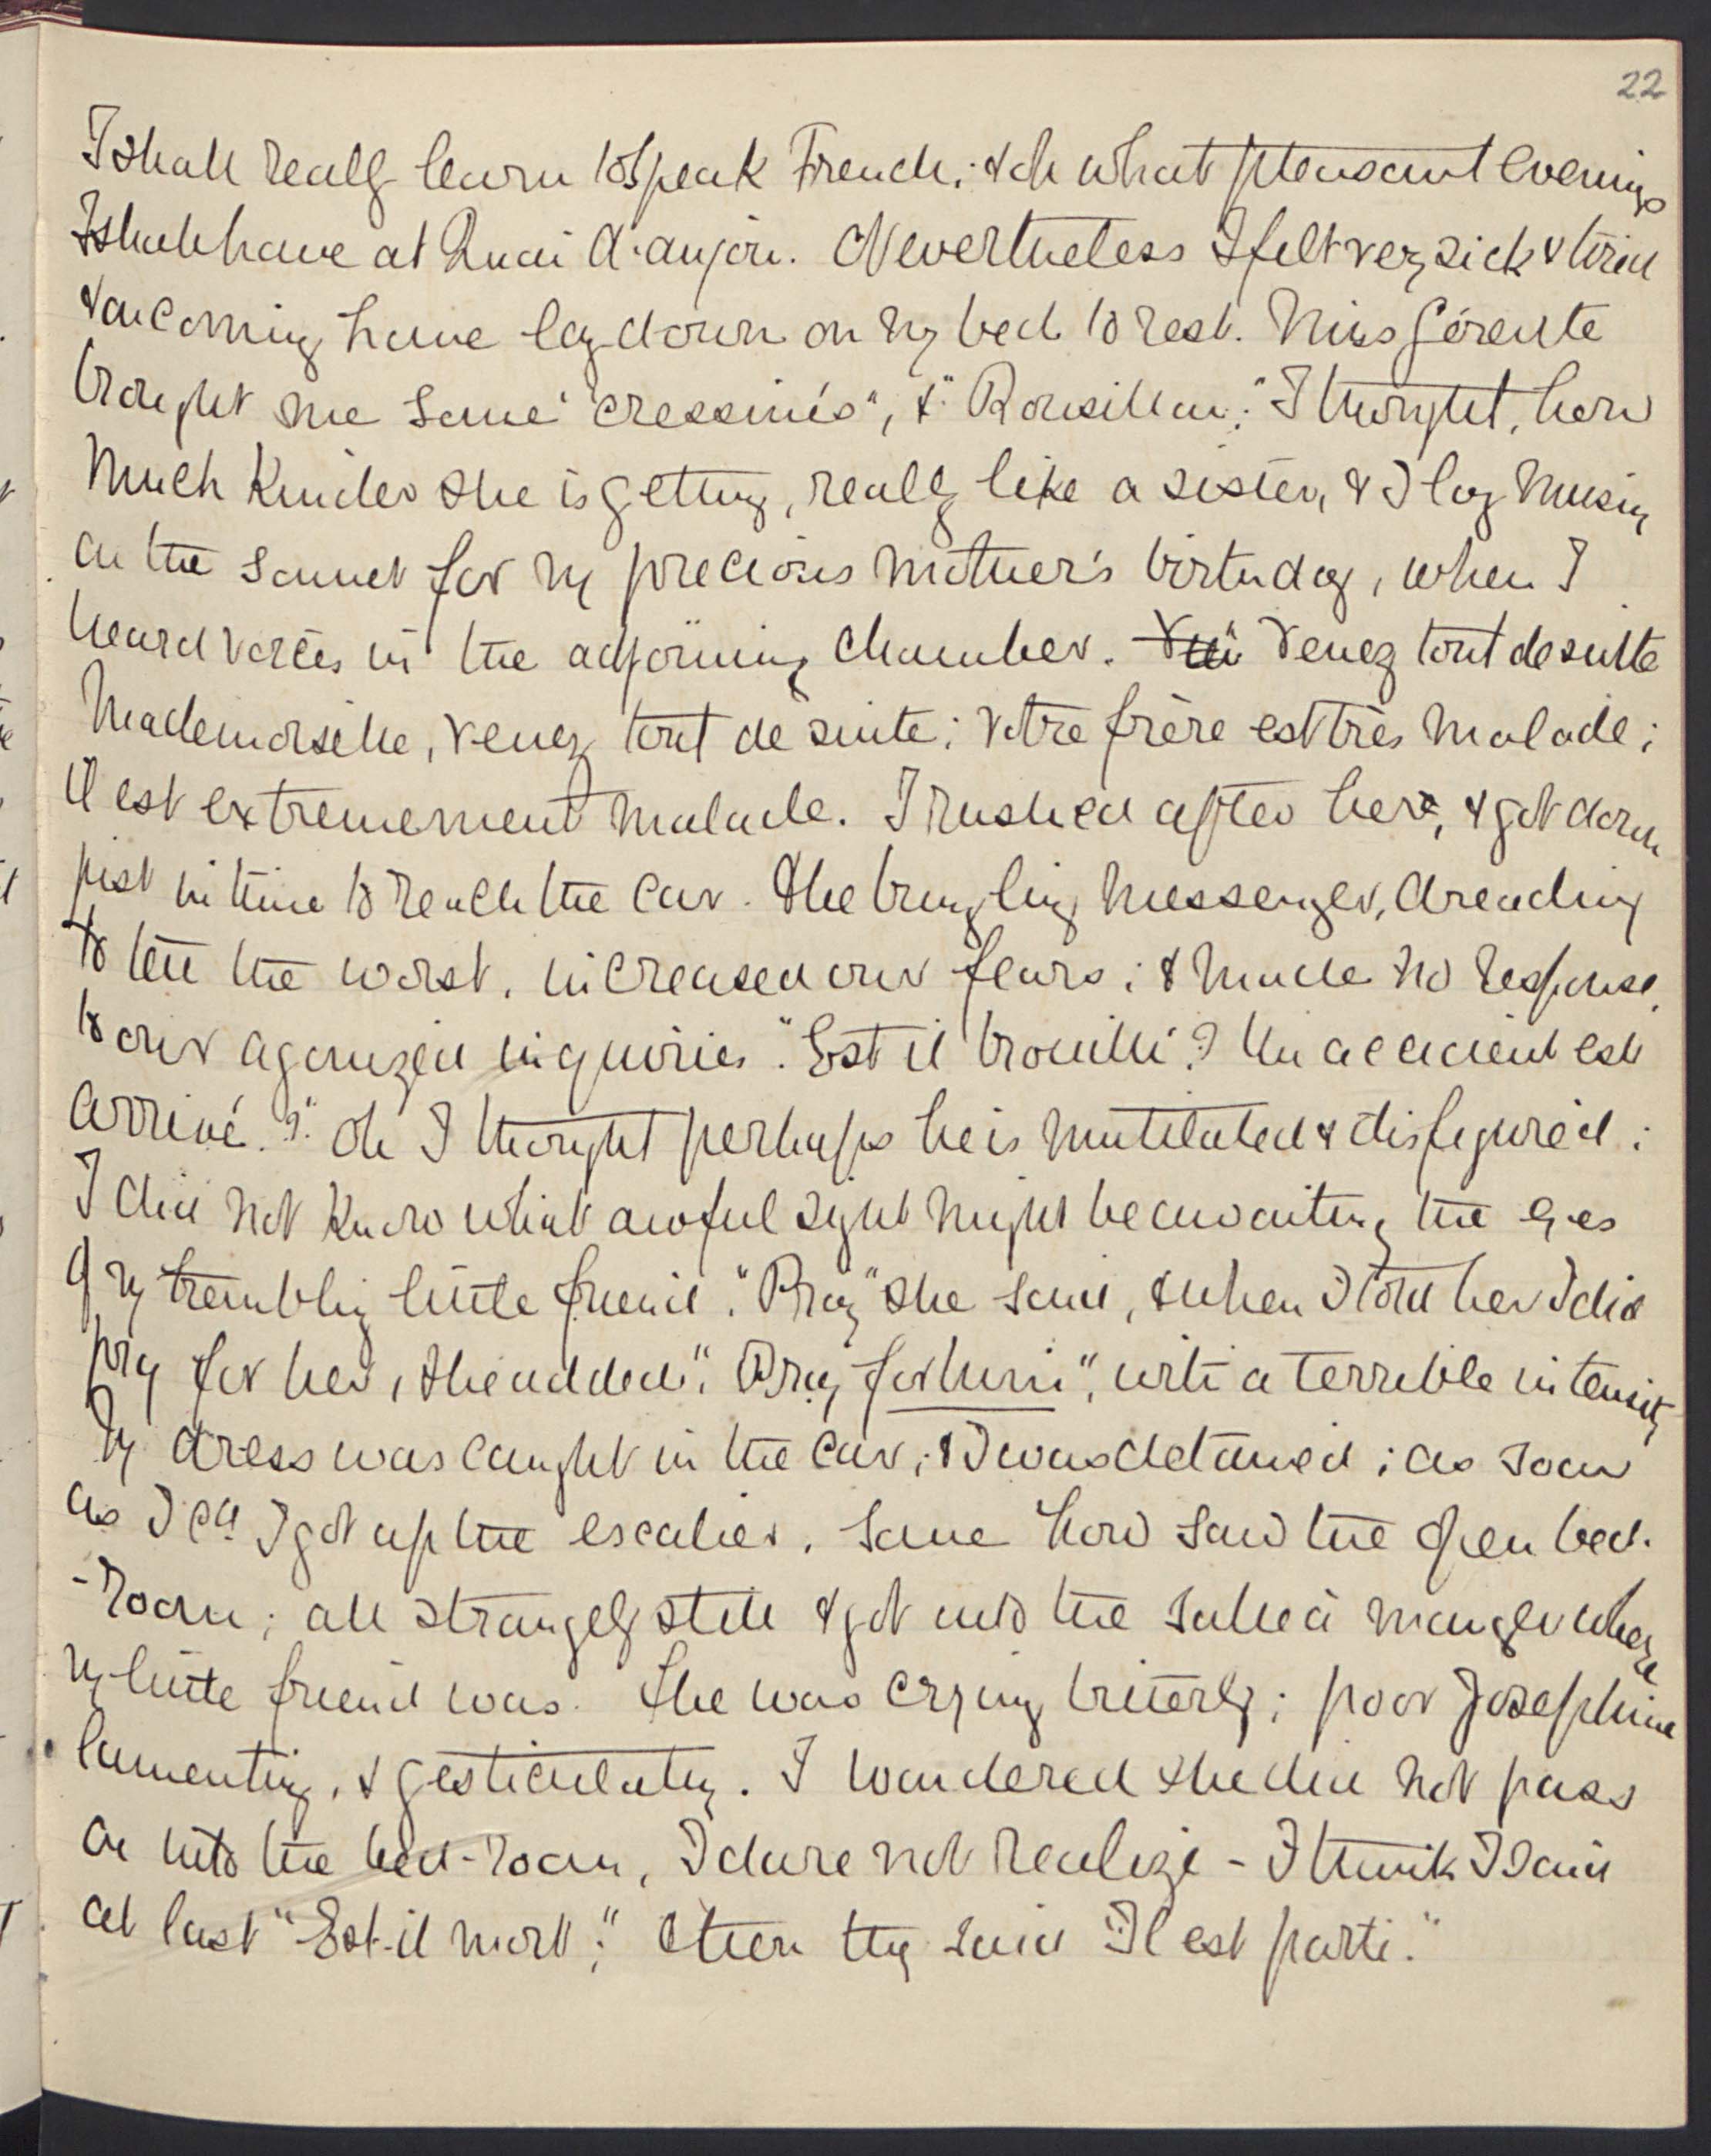 22
I shall really learn to speak French; & oh what pleasant evenings
I shall have at Quai d'anjou. Nevertheless I felt very sick & tired
& on coming home lay down on my bed to rest. Miss Gérente
brought me some "cressinés", & "Rousillon;" I thought, how
much kinder she is getting, really like a sister, & I lay musing
on the sonnet for my precious mother's birthday, when I
heard voices in the adjoining chamber. Venez tout de suite
Mademoiselle, venez tout de suite; votre frère est très malade;
il est extremement malade. I rushed after her, & got down
just in time to reach the car. The bungling messenger, dreading
to tell the worst, increased our fears; & made no response
to our agonized inquiries. "Est il brouillé? Un accident est
arrivé?" oh I thought perhaps he is mutilated & disfigured;
I did not know what awful sight might be awaiting the eyes
of my trembling little friend. "Pray" she said, & when I told her I did
pray for her, she added "Pray for him", with a terrible intensity
My dress was caught in the car; & I was detained; as soon
as I cd I got up the escalier, some how saw the open bed-
-room; all strangely still & got into the salle à manger where
my little friend was. She was crying bitterly; poor Josephine
lamenting, & gesticulating. I wondered she did not pass
on into the bed-room, I dare not realize - I think I said
at last "Est-il mort;" then they said "Il est parti."